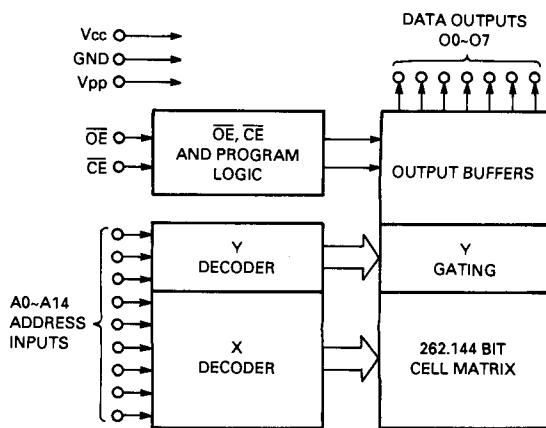 DATA OUTPUTS
O0~O7
Vcc
GND
Vpp
OE
CE
OE, CE
AND PROGRAM
LOGIC
OUTPUT BUFFERS
A0~A14
ADDRESS
INPUTS
Y
DECODER
Y
GATING
X
DECODER
262.144 BIT
CELL MATRIX